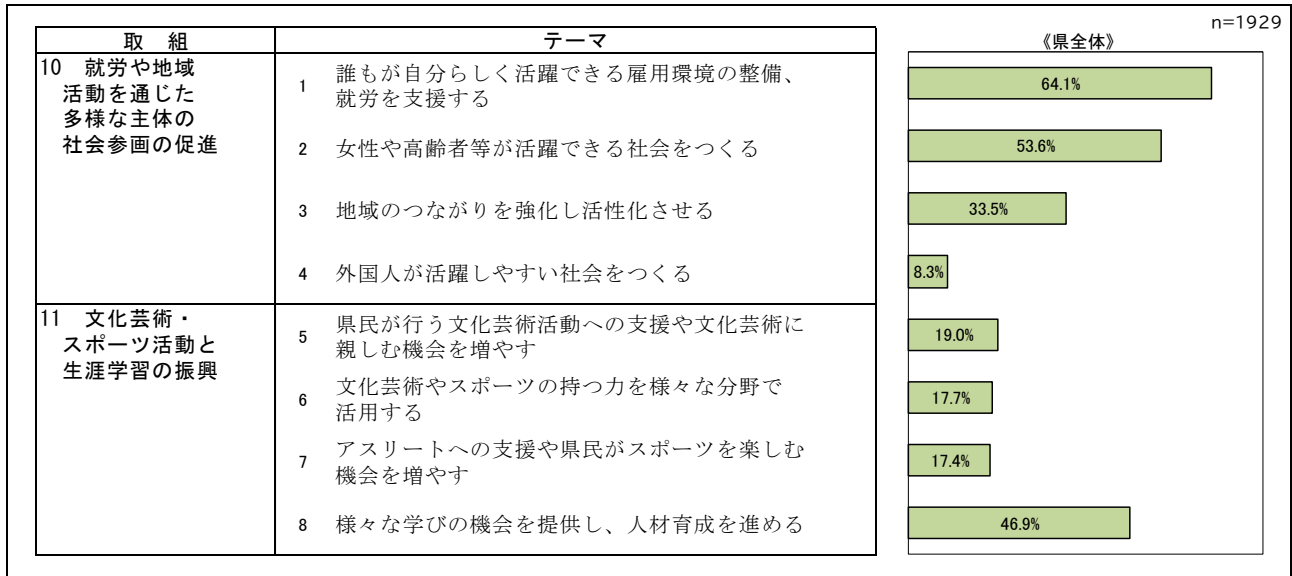 n=1929
取 組
テーマ
《県全体》
10 就労や地域
活動を通じた
多様な主体の
社会参画の促進
1 誰もが自分らしく活躍できる雇用環境の整備、
就労を支援する
64.1%
2 女性や高齢者等が活躍できる社会をつくる
53.6%
3 地域のつながりを強化し活性化させる
33.5%
4 外国人が活躍しやすい社会をつくる
8.3%
11 文化芸術・
スポーツ活動と
生涯学習の振興
5 県民が行う文化芸術活動への支援や文化芸術に
親しむ機会を増やす
19.0%
6 文化芸術やスポーツの持つ力を様々な分野で
活用する
17.7%
7 アスリートへの支援や県民がスポーツを楽しむ
機会を増やす
17.4%
8 様々な学びの機会を提供し、人材育成を進める
46.9%